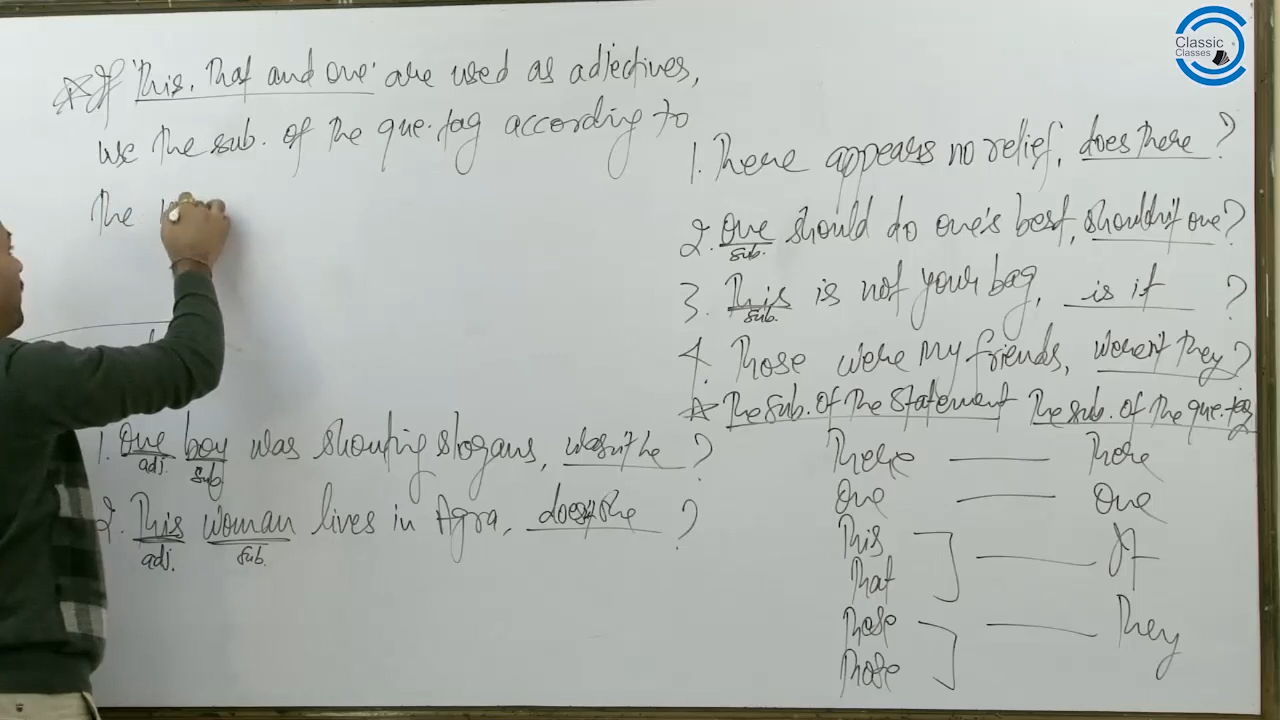 ☆ If 'This, That and One' are used as adjectives,
use the sub. of the que. tag according to
the
1. One boy was shouting slogans, wasn't he ?
adj. sub
2. This woman lives in Agra, doesn't she ?
adj. sub.
1. There appears no relief, does there ?
2. One should do one's best, shouldn't one?
sub.
3. This is not your bag, is it ?
sub.
4. Those were my friends, weren't they?
☆ The sub. of the statement The sub. of the que. tag
There — There
One — One
This
That — It
Those — They
Those
Classic
Classes